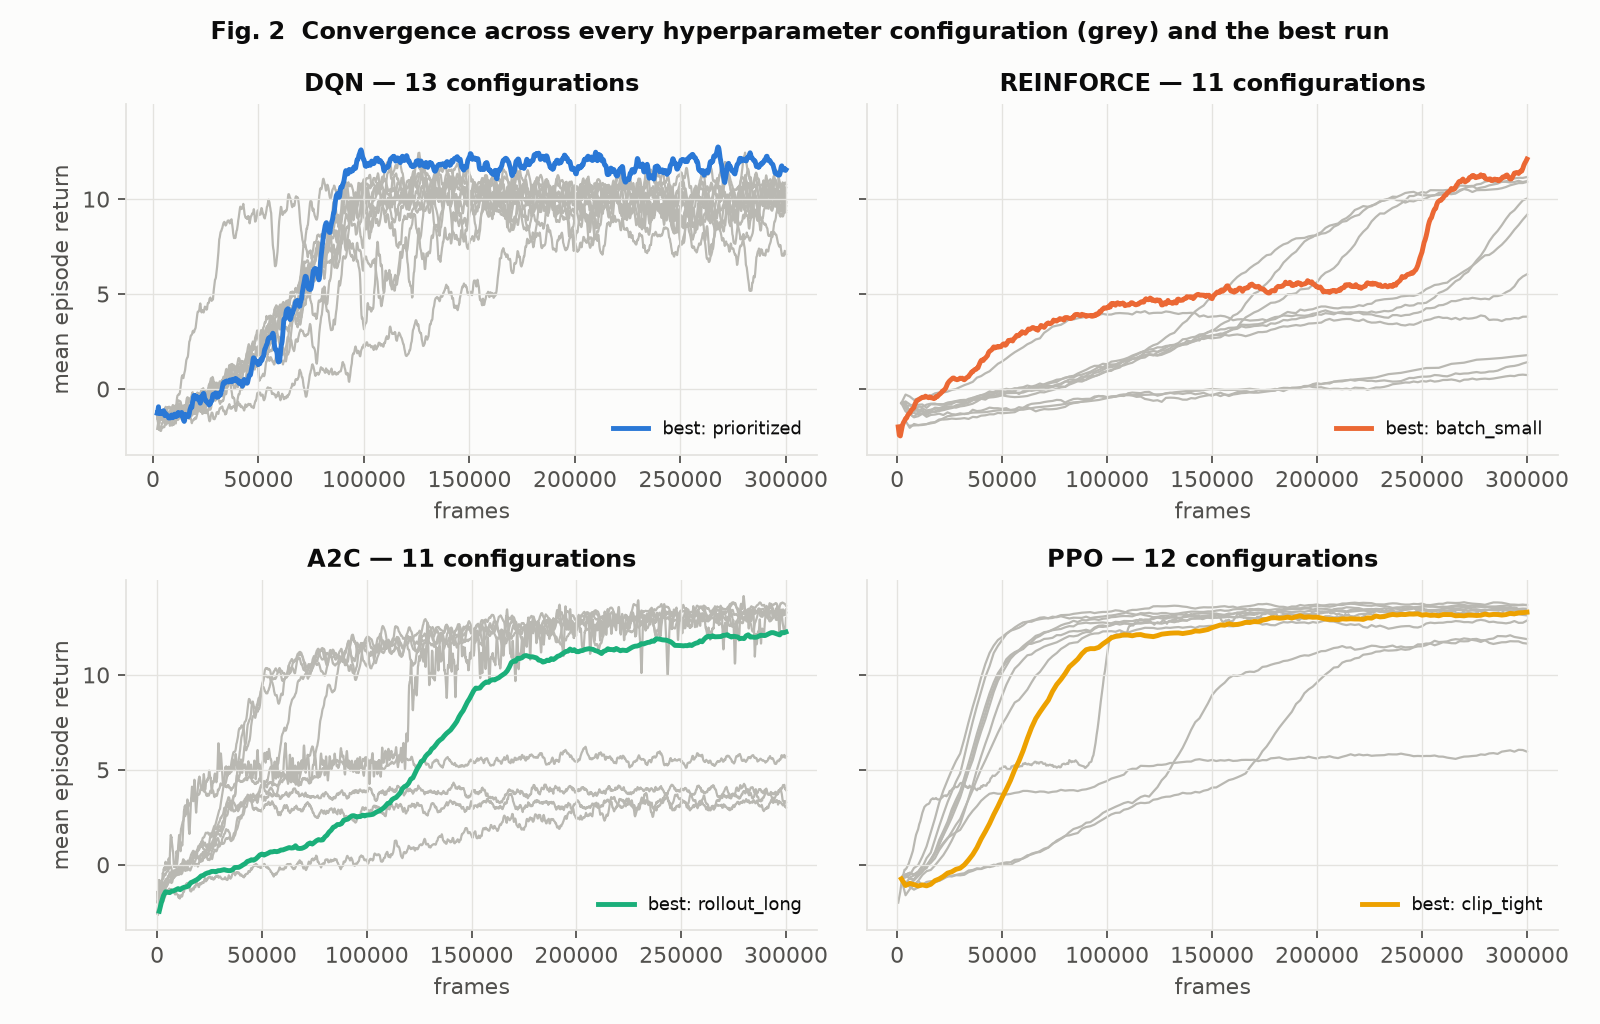 Fig. 2  Convergence across every hyperparameter configuration (grey) and the best run
DQN — 13 configurations
mean episode return
10
5
0
best: prioritized
0 50000 100000 150000 200000 250000 300000
frames
REINFORCE — 11 configurations
best: batch_small
0 50000 100000 150000 200000 250000 300000
frames
A2C — 11 configurations
mean episode return
10
5
0
best: rollout_long
0 50000 100000 150000 200000 250000 300000
frames
PPO — 12 configurations
best: clip_tight
0 50000 100000 150000 200000 250000 300000
frames